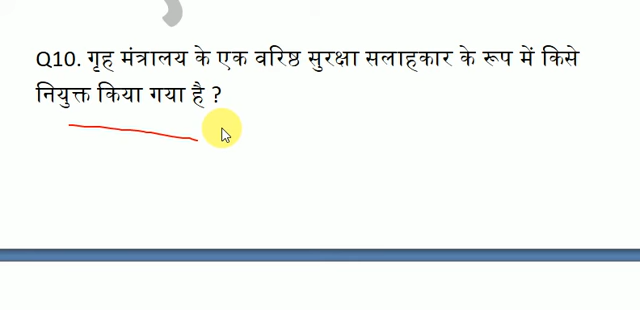 Q10. गृह मंत्रालय के एक वरिष्ठ सुरक्षा सलाहकार के रूप में किसे
नियुक्त किया गया है ?